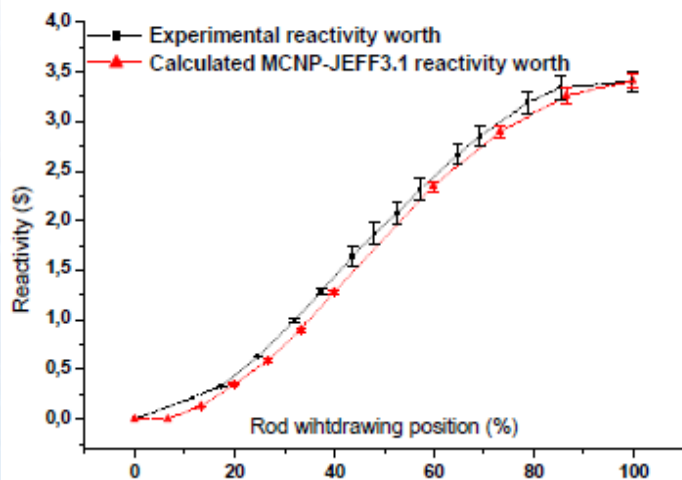 4,0
Experimental reactivity worth
3,5
Calculated MCNP-JEFF3.1 reactivity worth
3,0
2,5
2,0
1,5
1,0
0,5
0,0
Reactivity ($)
Rod wihtdrawing position (%)
0 20 40 60 80 100